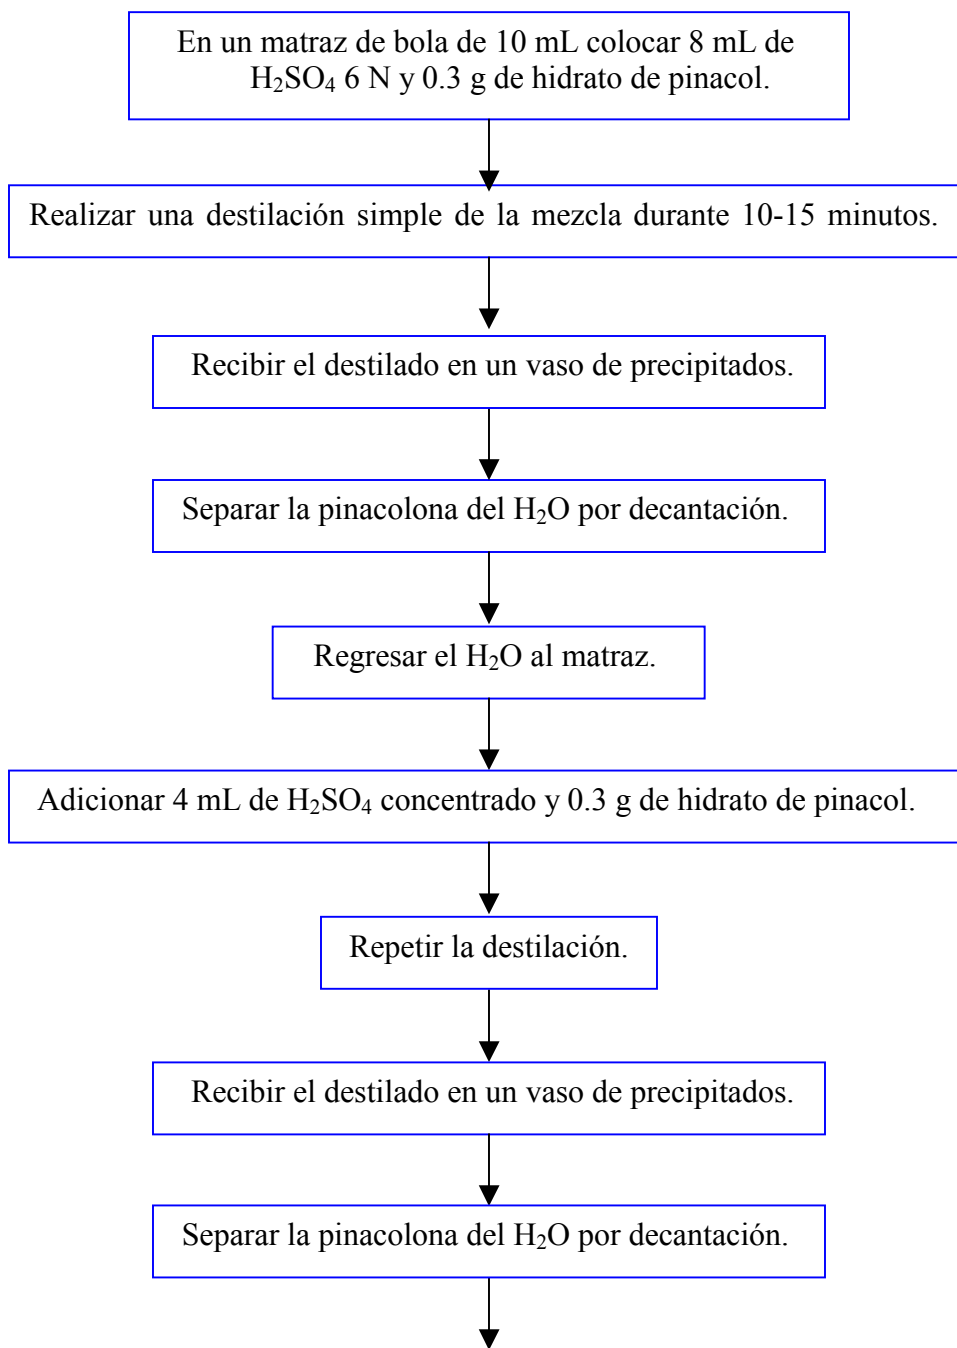 En un matraz de bola de 10 mL colocar 8 mL de
H₂SO₄ 6 N y 0.3 g de hidrato de pinacol.
Realizar una destilación simple de la mezcla durante 10-15 minutos.
Recibir el destilado en un vaso de precipitados.
Separar la pinacolona del H₂O por decantación.
Regresar el H₂O al matraz.
Adicionar 4 mL de H₂SO₄ concentrado y 0.3 g de hidrato de pinacol.
Repetir la destilación.
Recibir el destilado en un vaso de precipitados.
Separar la pinacolona del H₂O por decantación.